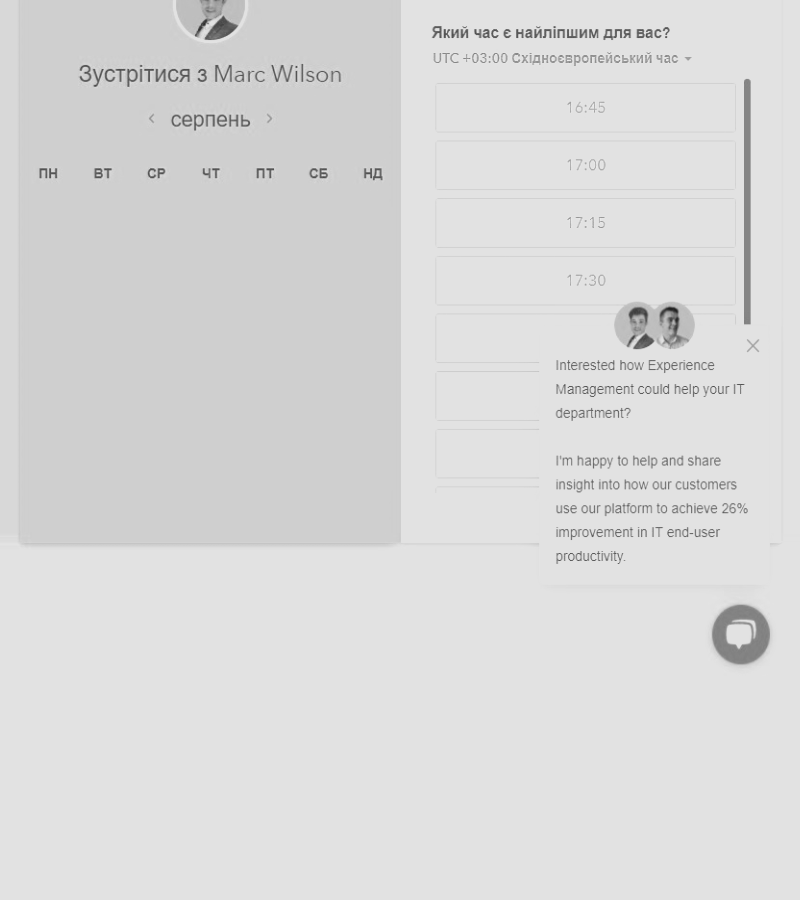 Зустрітися з Marc Wilson
серпень
ПН ВТ СР ЧТ ПТ СБ НД
Який час є найліпшим для вас?
UTC +03:00 Східноєвропейський час
16:45
17:00
17:15
17:30
Interested how Experience
Management could help your IT
department?
I'm happy to help and share
insight into how our customers
use our platform to achieve 26%
improvement in IT end-user
productivity.